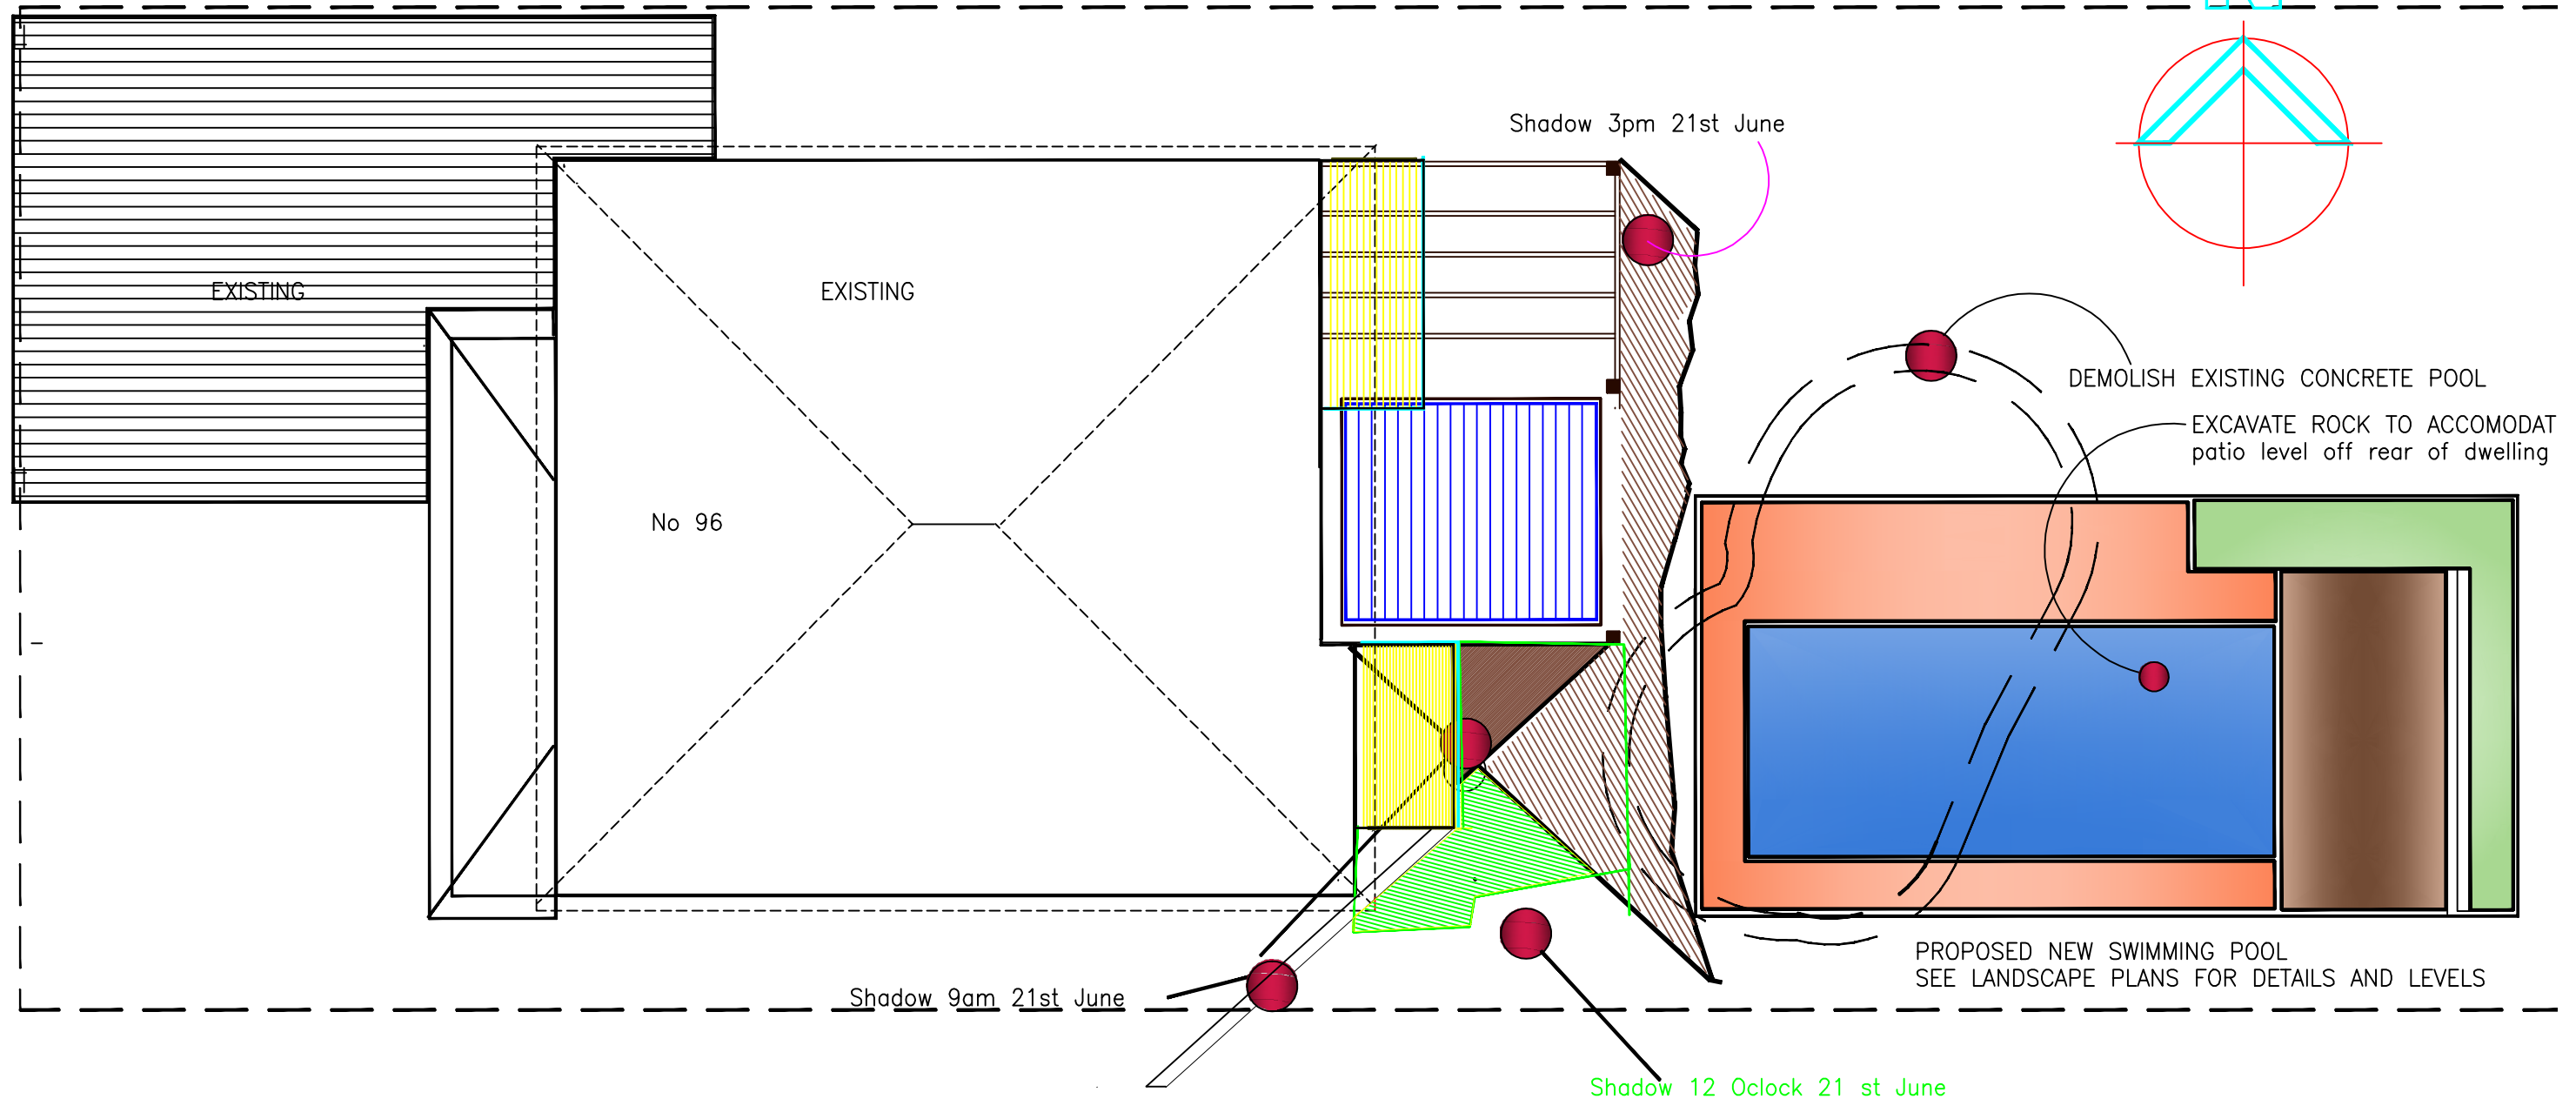 Shadow 3pm 21st June
EXISTING
EXISTING
DEMOLISH EXISTING CONCRETE POOL
EXCAVATE ROCK TO ACCOMODAT
patio level off rear of dwelling
No 96
PROPOSED NEW SWIMMING POOL
SEE LANDSCAPE PLANS FOR DETAILS AND LEVELS
Shadow 9am 21st June
Shadow 12 Oclock 21 st June